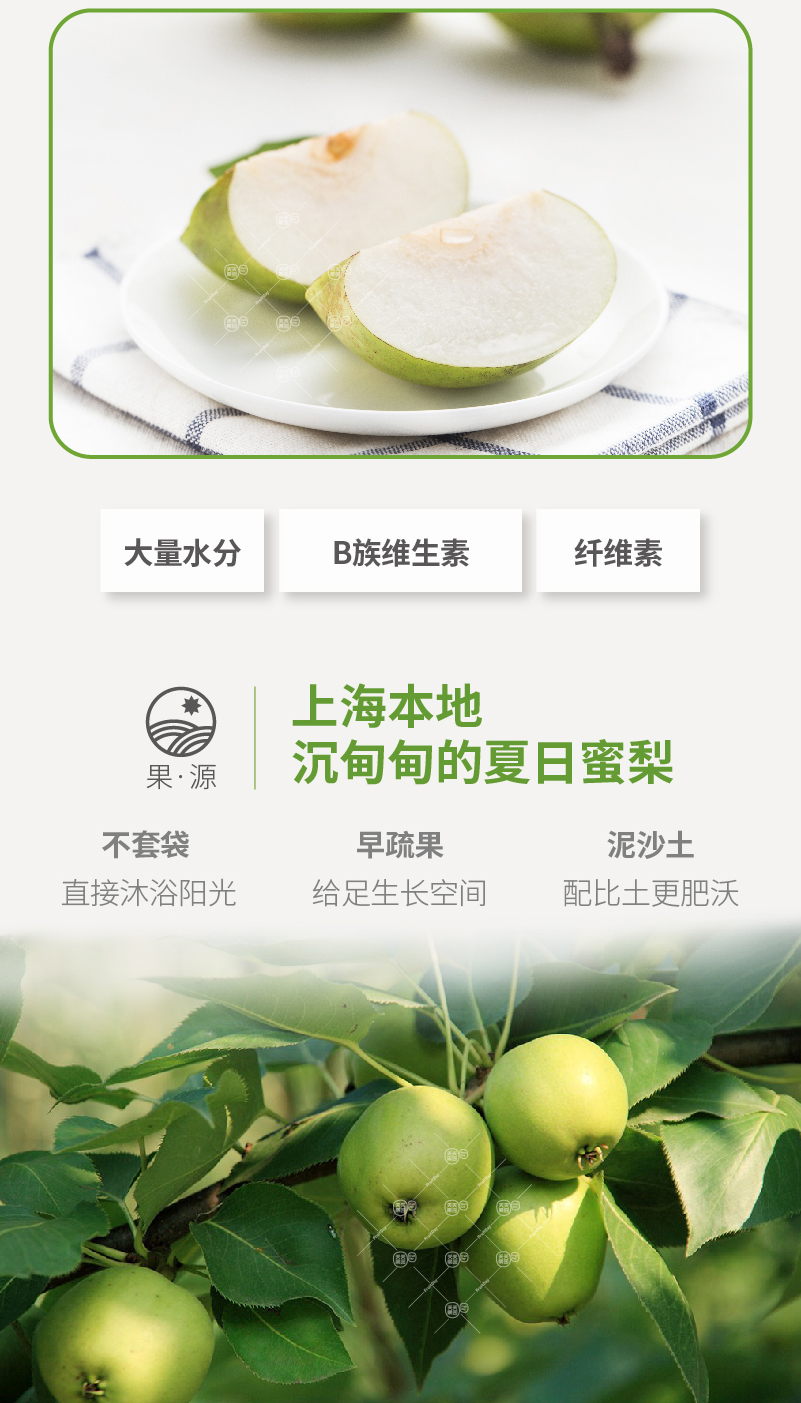 大量水分
B族维生素
纤维素
果·源
上海本地
沉甸甸的夏日蜜梨
不套袋
早疏果
泥沙土
直接沐浴阳光
给足生长空间
配比土更肥沃